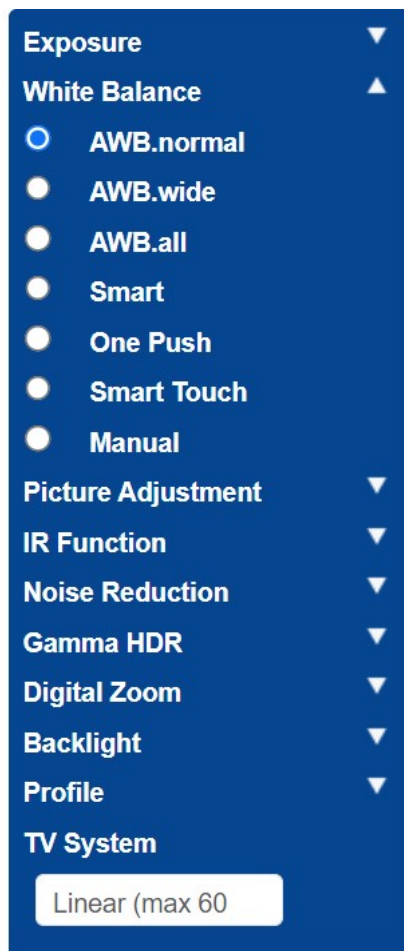 Exposure
White Balance
AWB.normal
AWB.wide
AWB.all
Smart
One Push
Smart Touch
Manual
Picture Adjustment
IR Function
Noise Reduction
Gamma HDR
Digital Zoom
Backlight
Profile
TV System
Linear (max 60